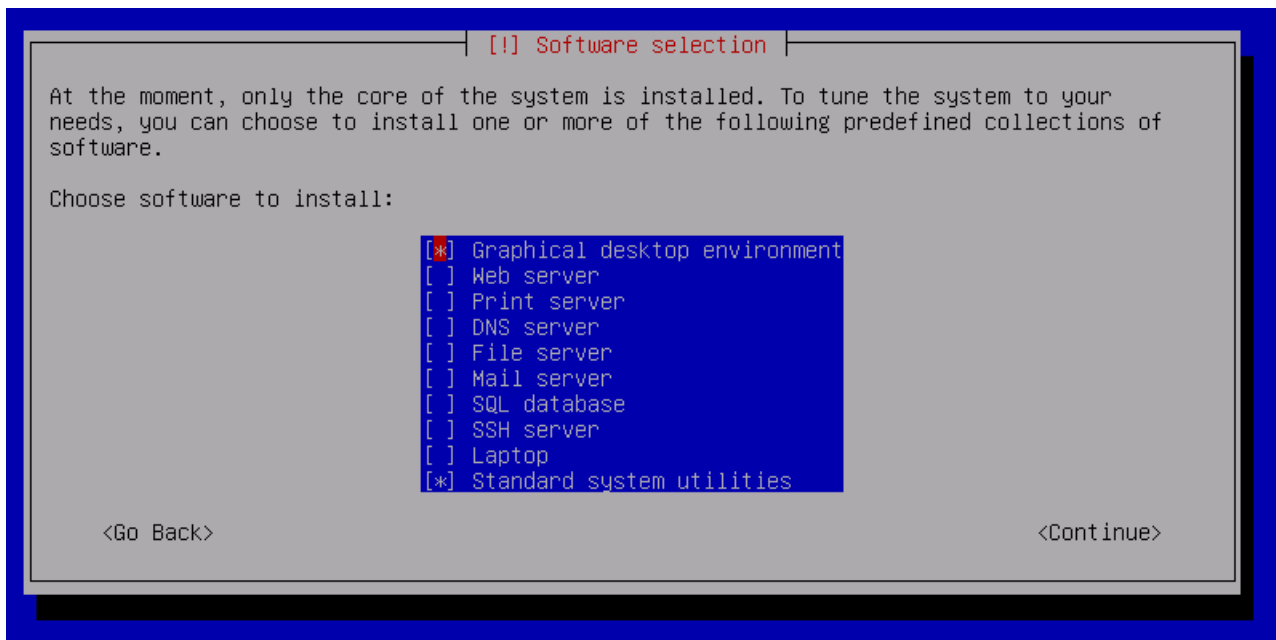 [!] Software selection
At the moment, only the core of the system is installed. To tune the system to your
needs, you can choose to install one or more of the following predefined collections of
software.
Choose software to install:
[*] Graphical desktop environment
[ ] Web server
[ ] Print server
[ ] DNS server
[ ] File server
[ ] Mail server
[ ] SQL database
[ ] SSH server
[ ] Laptop
[*] Standard system utilities
<Go Back> <Continue>